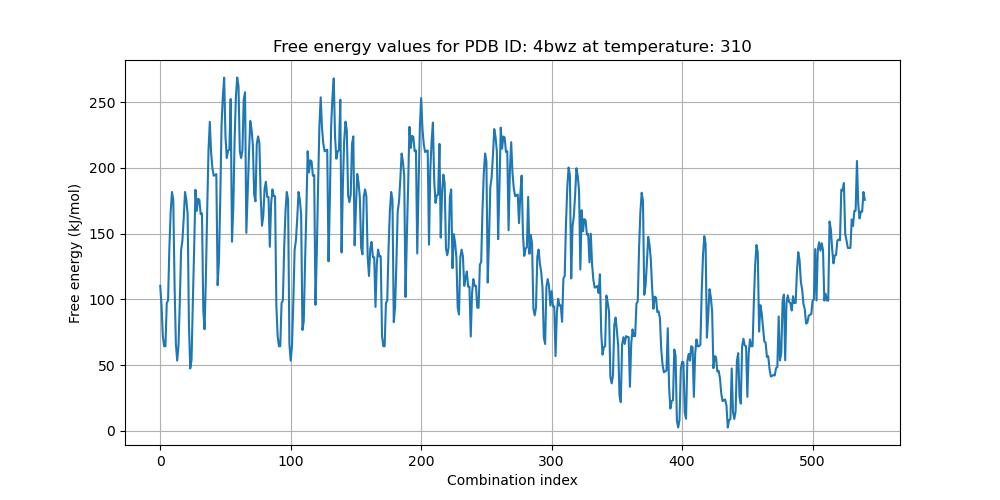 Free energy values for PDB ID: 4bwz at temperature: 310
Free energy (kJ/mol)
250
200
150
100
50
0
0 100 200 300 400 500
Combination index